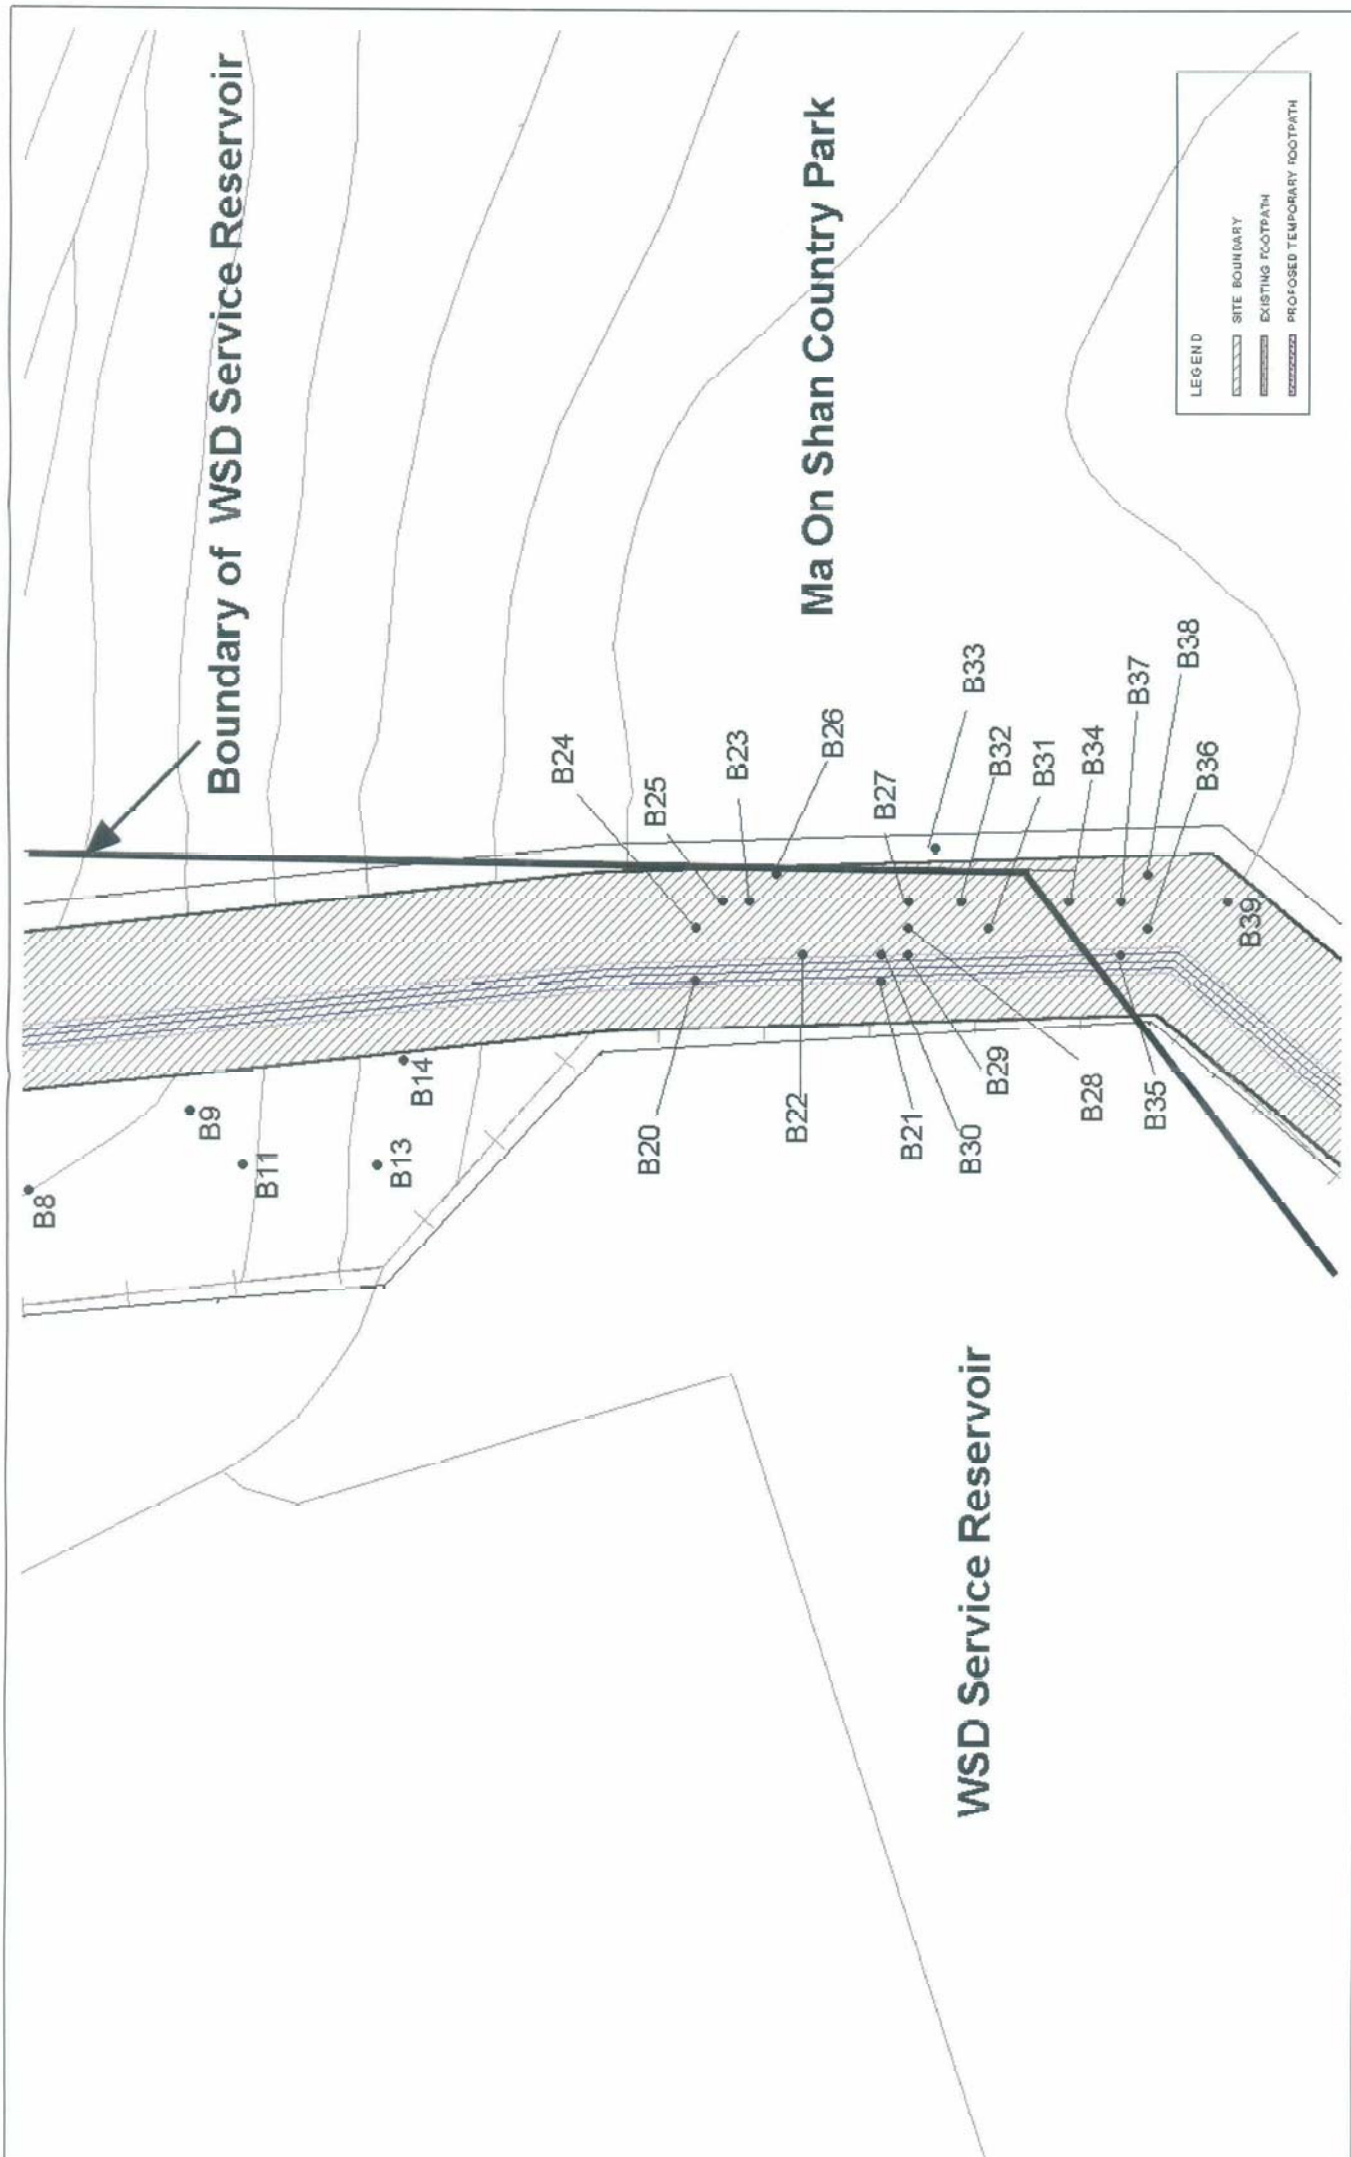 Boundary of WSD Service Reservoir
Ma On Shan Country Park
WSD Service Reservoir
B8
B9
B11
B13
B14
B24
B25
B23
B26
B27
B33
B32
B31
B34
B37
B38
B36
B39
B20
B22
B21
B30
B29
B28
B35
LEGEND
SITE BOUNDARY
EXISTING FOOTPATH
PROPOSED TEMPORARY FOOTPATH